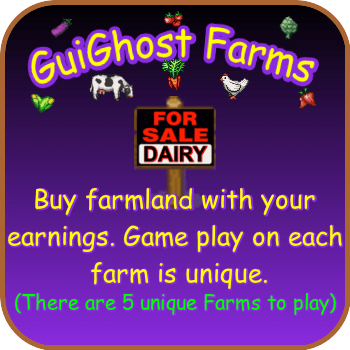 GuiGhost Farms
FOR
SALE
DAIRY
Buy farmland with your
earnings. Game play on each
farm is unique.
(There are 5 unique Farms to play)